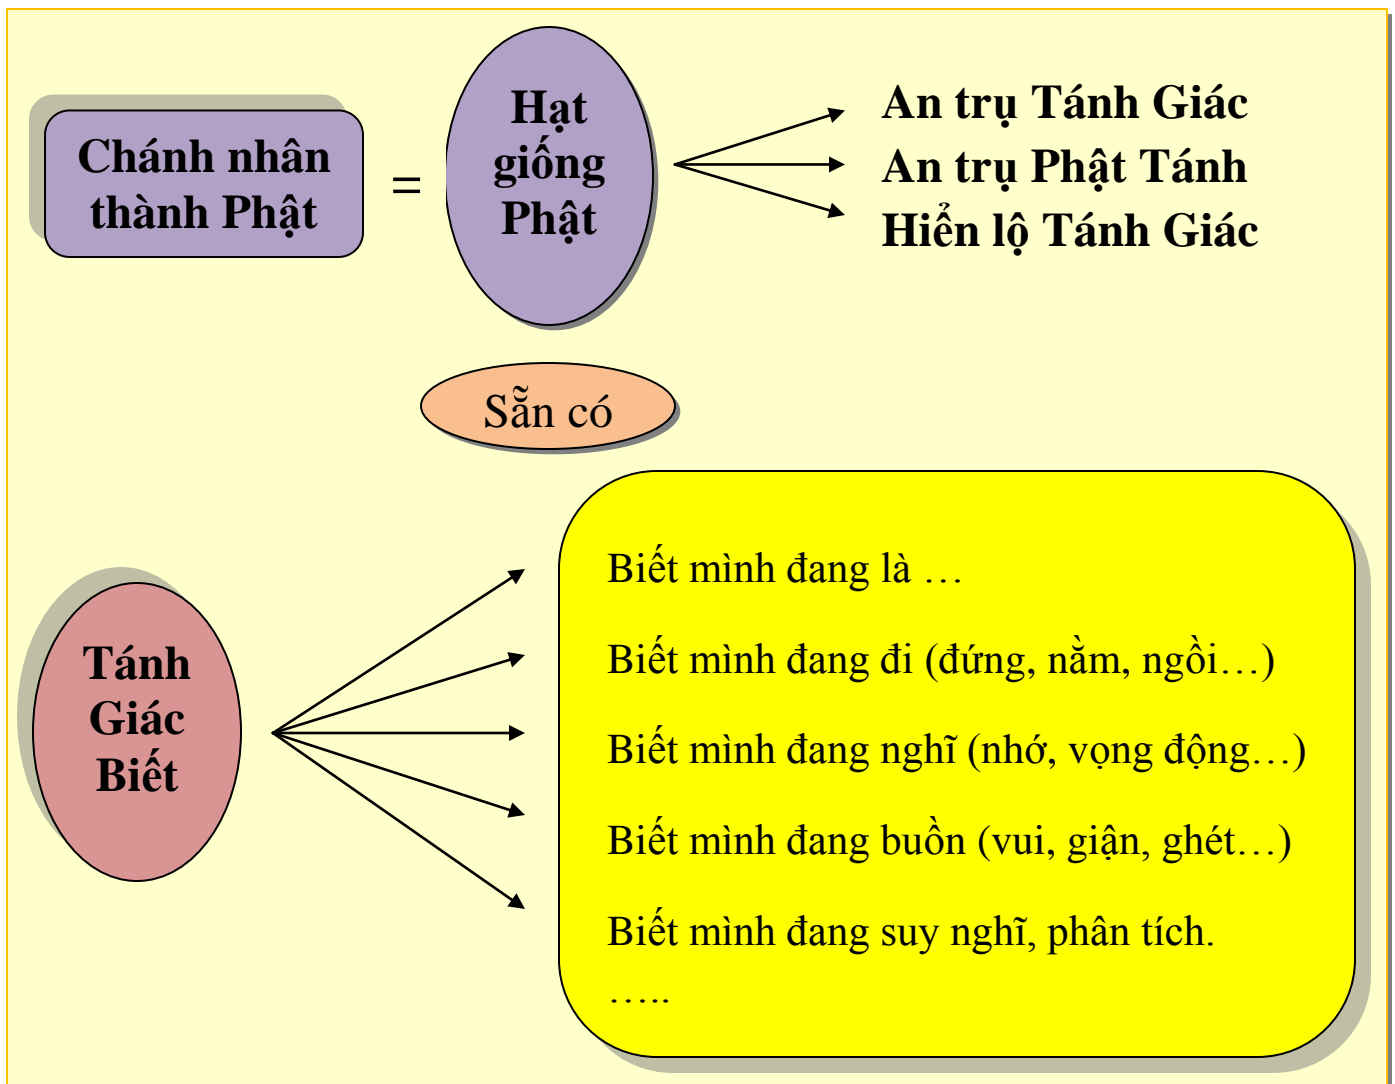 Chánh nhân
thành Phật
=
Hạt
giống
Phật
An trụ Tánh Giác
An trụ Phật Tánh
Hiển lộ Tánh Giác
Sẵn có
Tánh
Giác
Biết
Biết mình đang là …
Biết mình đang đi (đứng, nằm, ngồi…)
Biết mình đang nghĩ (nhớ, vọng động…)
Biết mình đang buồn (vui, giận, ghét…)
Biết mình đang suy nghĩ, phân tích.
…..